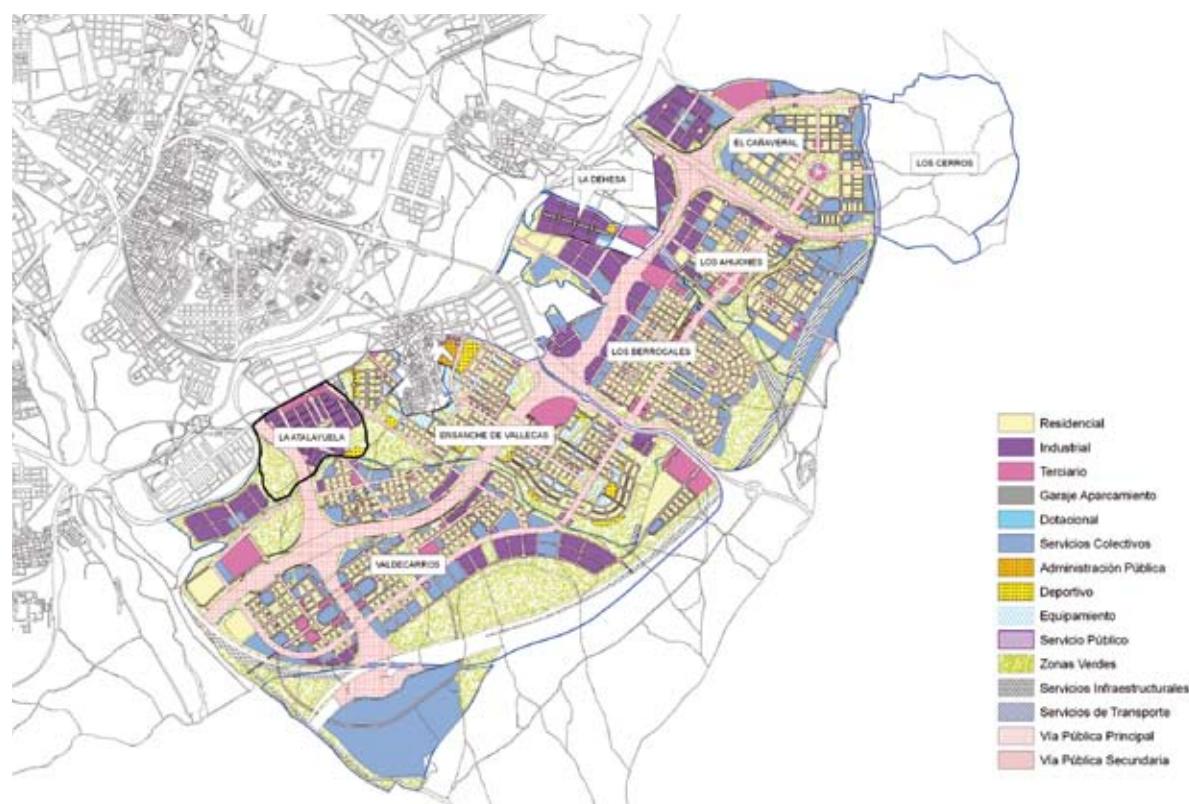 EL CAÑAVERAL
LOS CERROS
LA DEHESA
LOS AHIJONES
LOS BERROCALES
LA ATALAYUELA
ENSANCHE DE VALLECAS
VALDECARROS
Residencial
Industrial
Terciario
Garaje Aparcamiento
Dotacional
Servicios Colectivos
Administración Pública
Deportivo
Equipamiento
Servicio Público
Zonas Verdes
Servicios Infraestructurales
Servicios de Transporte
Vía Pública Principal
Vía Pública Secundaria